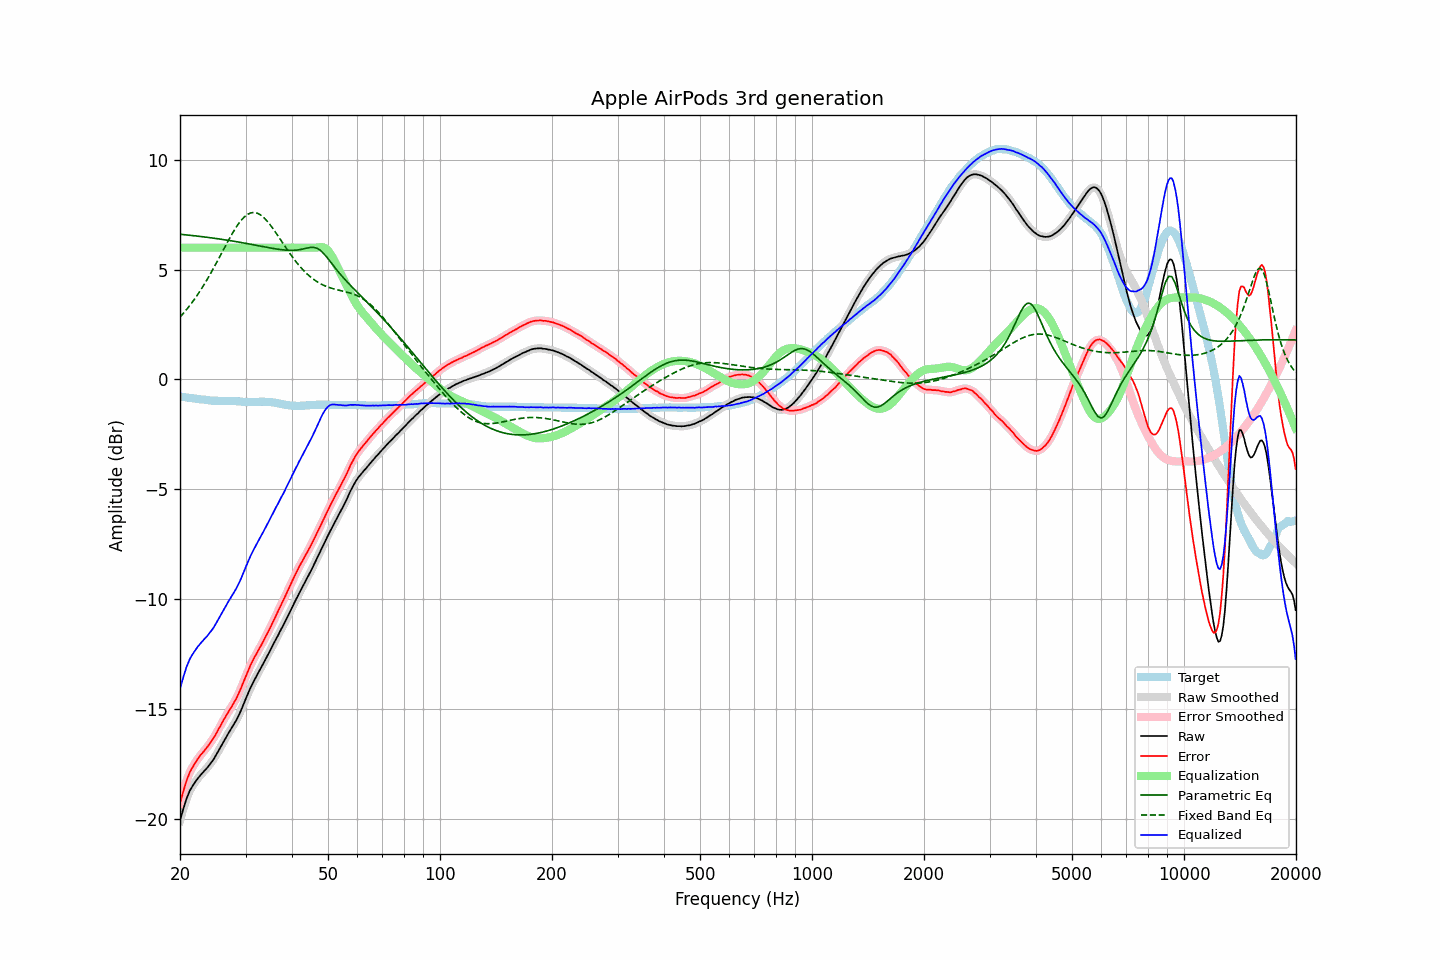 Apple AirPods 3rd generation
Amplitude (dBr)
10
5
0
−5
−10
−15
−20
20 50 100 200 500 1000 2000 5000 10000 20000
Frequency (Hz)
Target
Raw Smoothed
Error Smoothed
Raw
Error
Equalization
Parametric Eq
Fixed Band Eq
Equalized